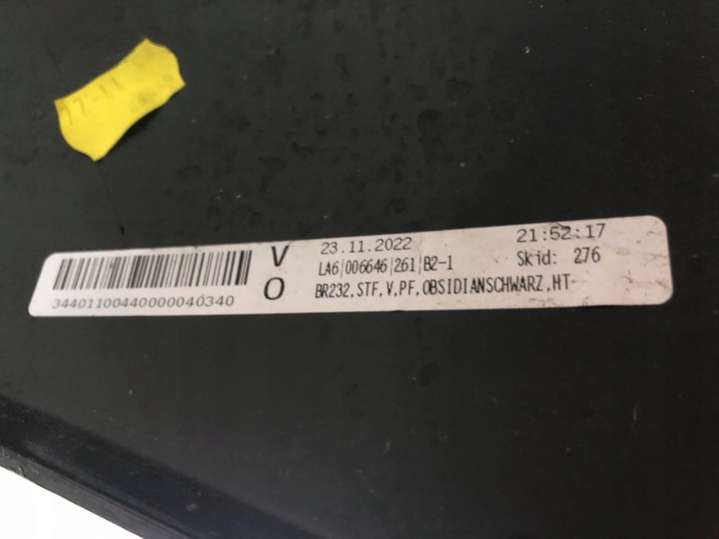 V 23.11.2022 21:52:17
LA6|006646|261|B2-1 Skid: 276
34401100440000040340 O BR232,STF,V,PF,OBSIDIANSCHWARZ,HT